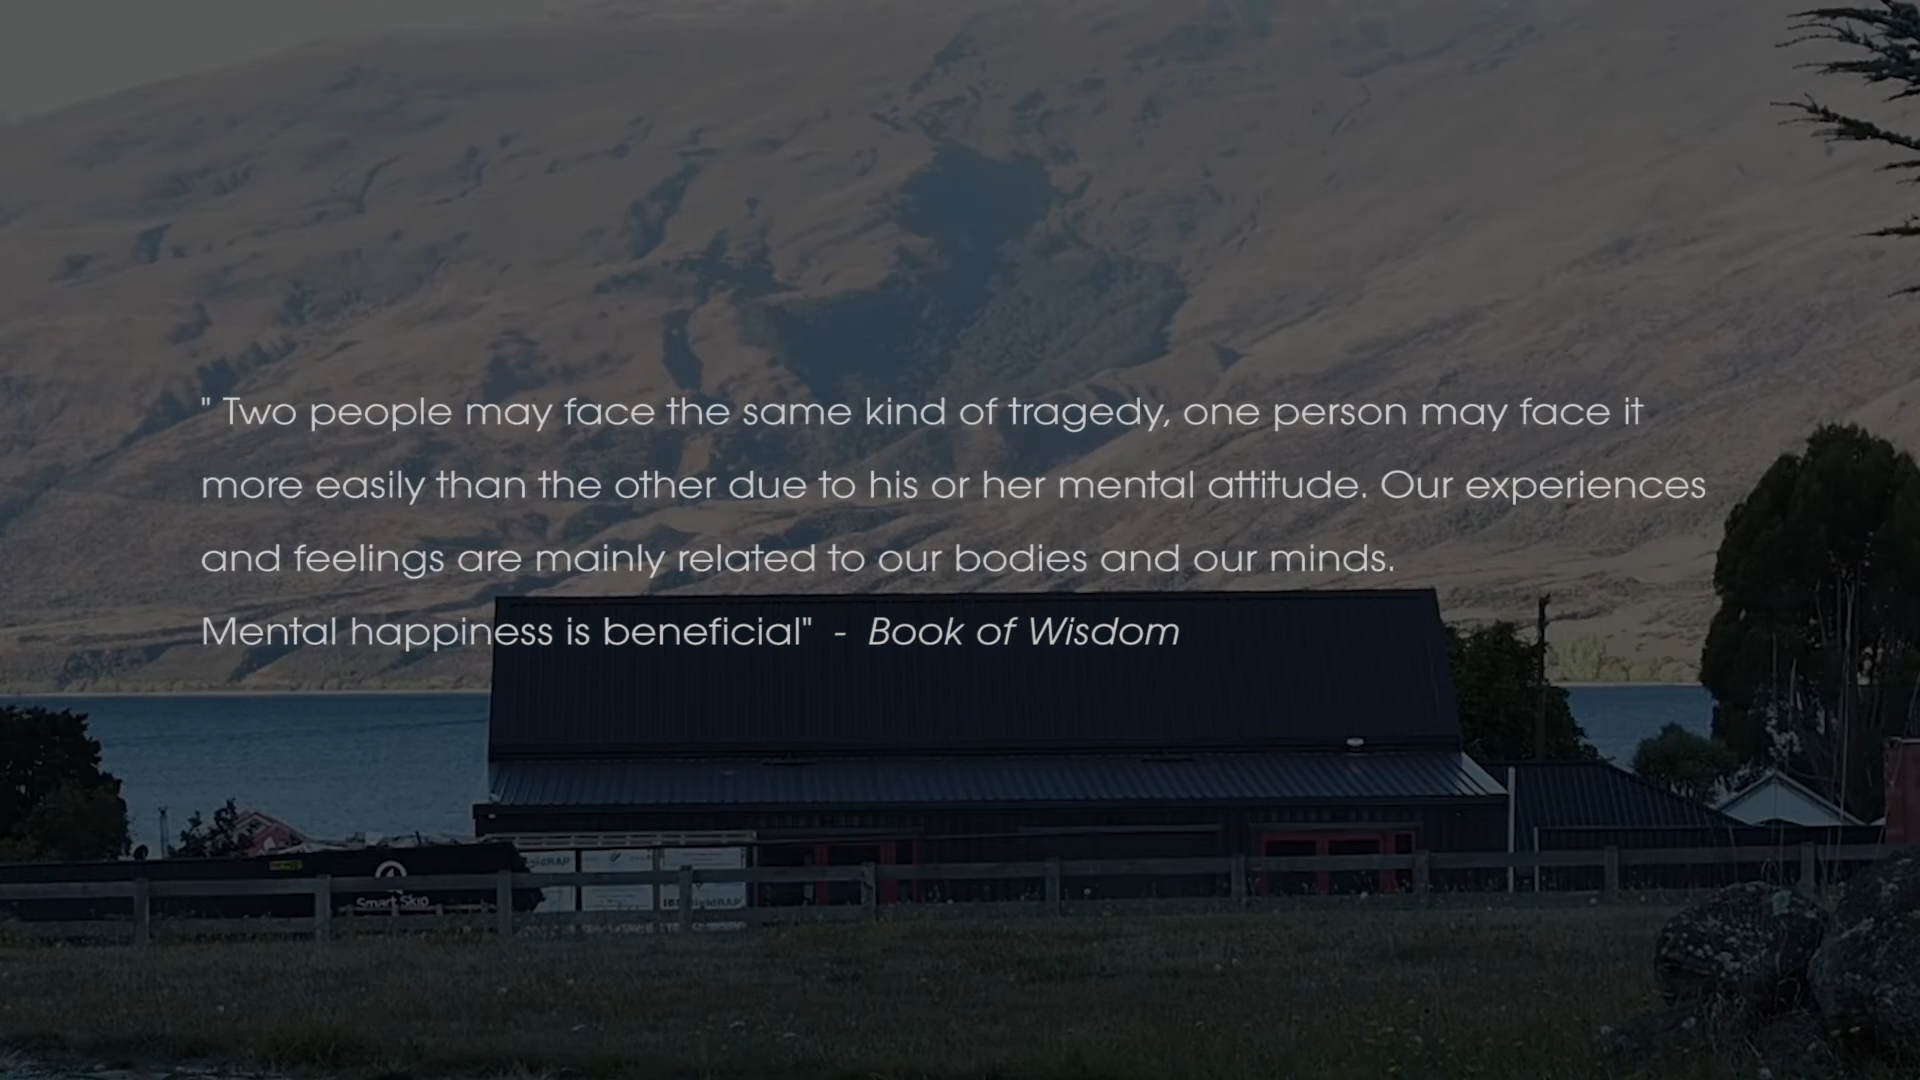 " Two people may face the same kind of tragedy, one person may face it
more easily than the other due to his or her mental attitude. Our experiences
and feelings are mainly related to our bodies and our minds.
Mental happiness is beneficial" - Book of Wisdom
Smart Skip